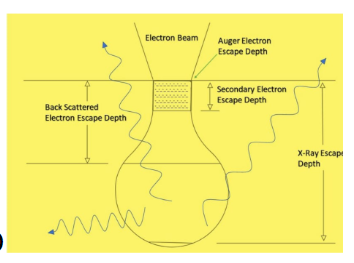 Electron Beam
Auger Electron
Escape Depth
Secondary Electron
Escape Depth
Back Scattered
Electron Escape Depth
X-Ray Escape
Depth
)